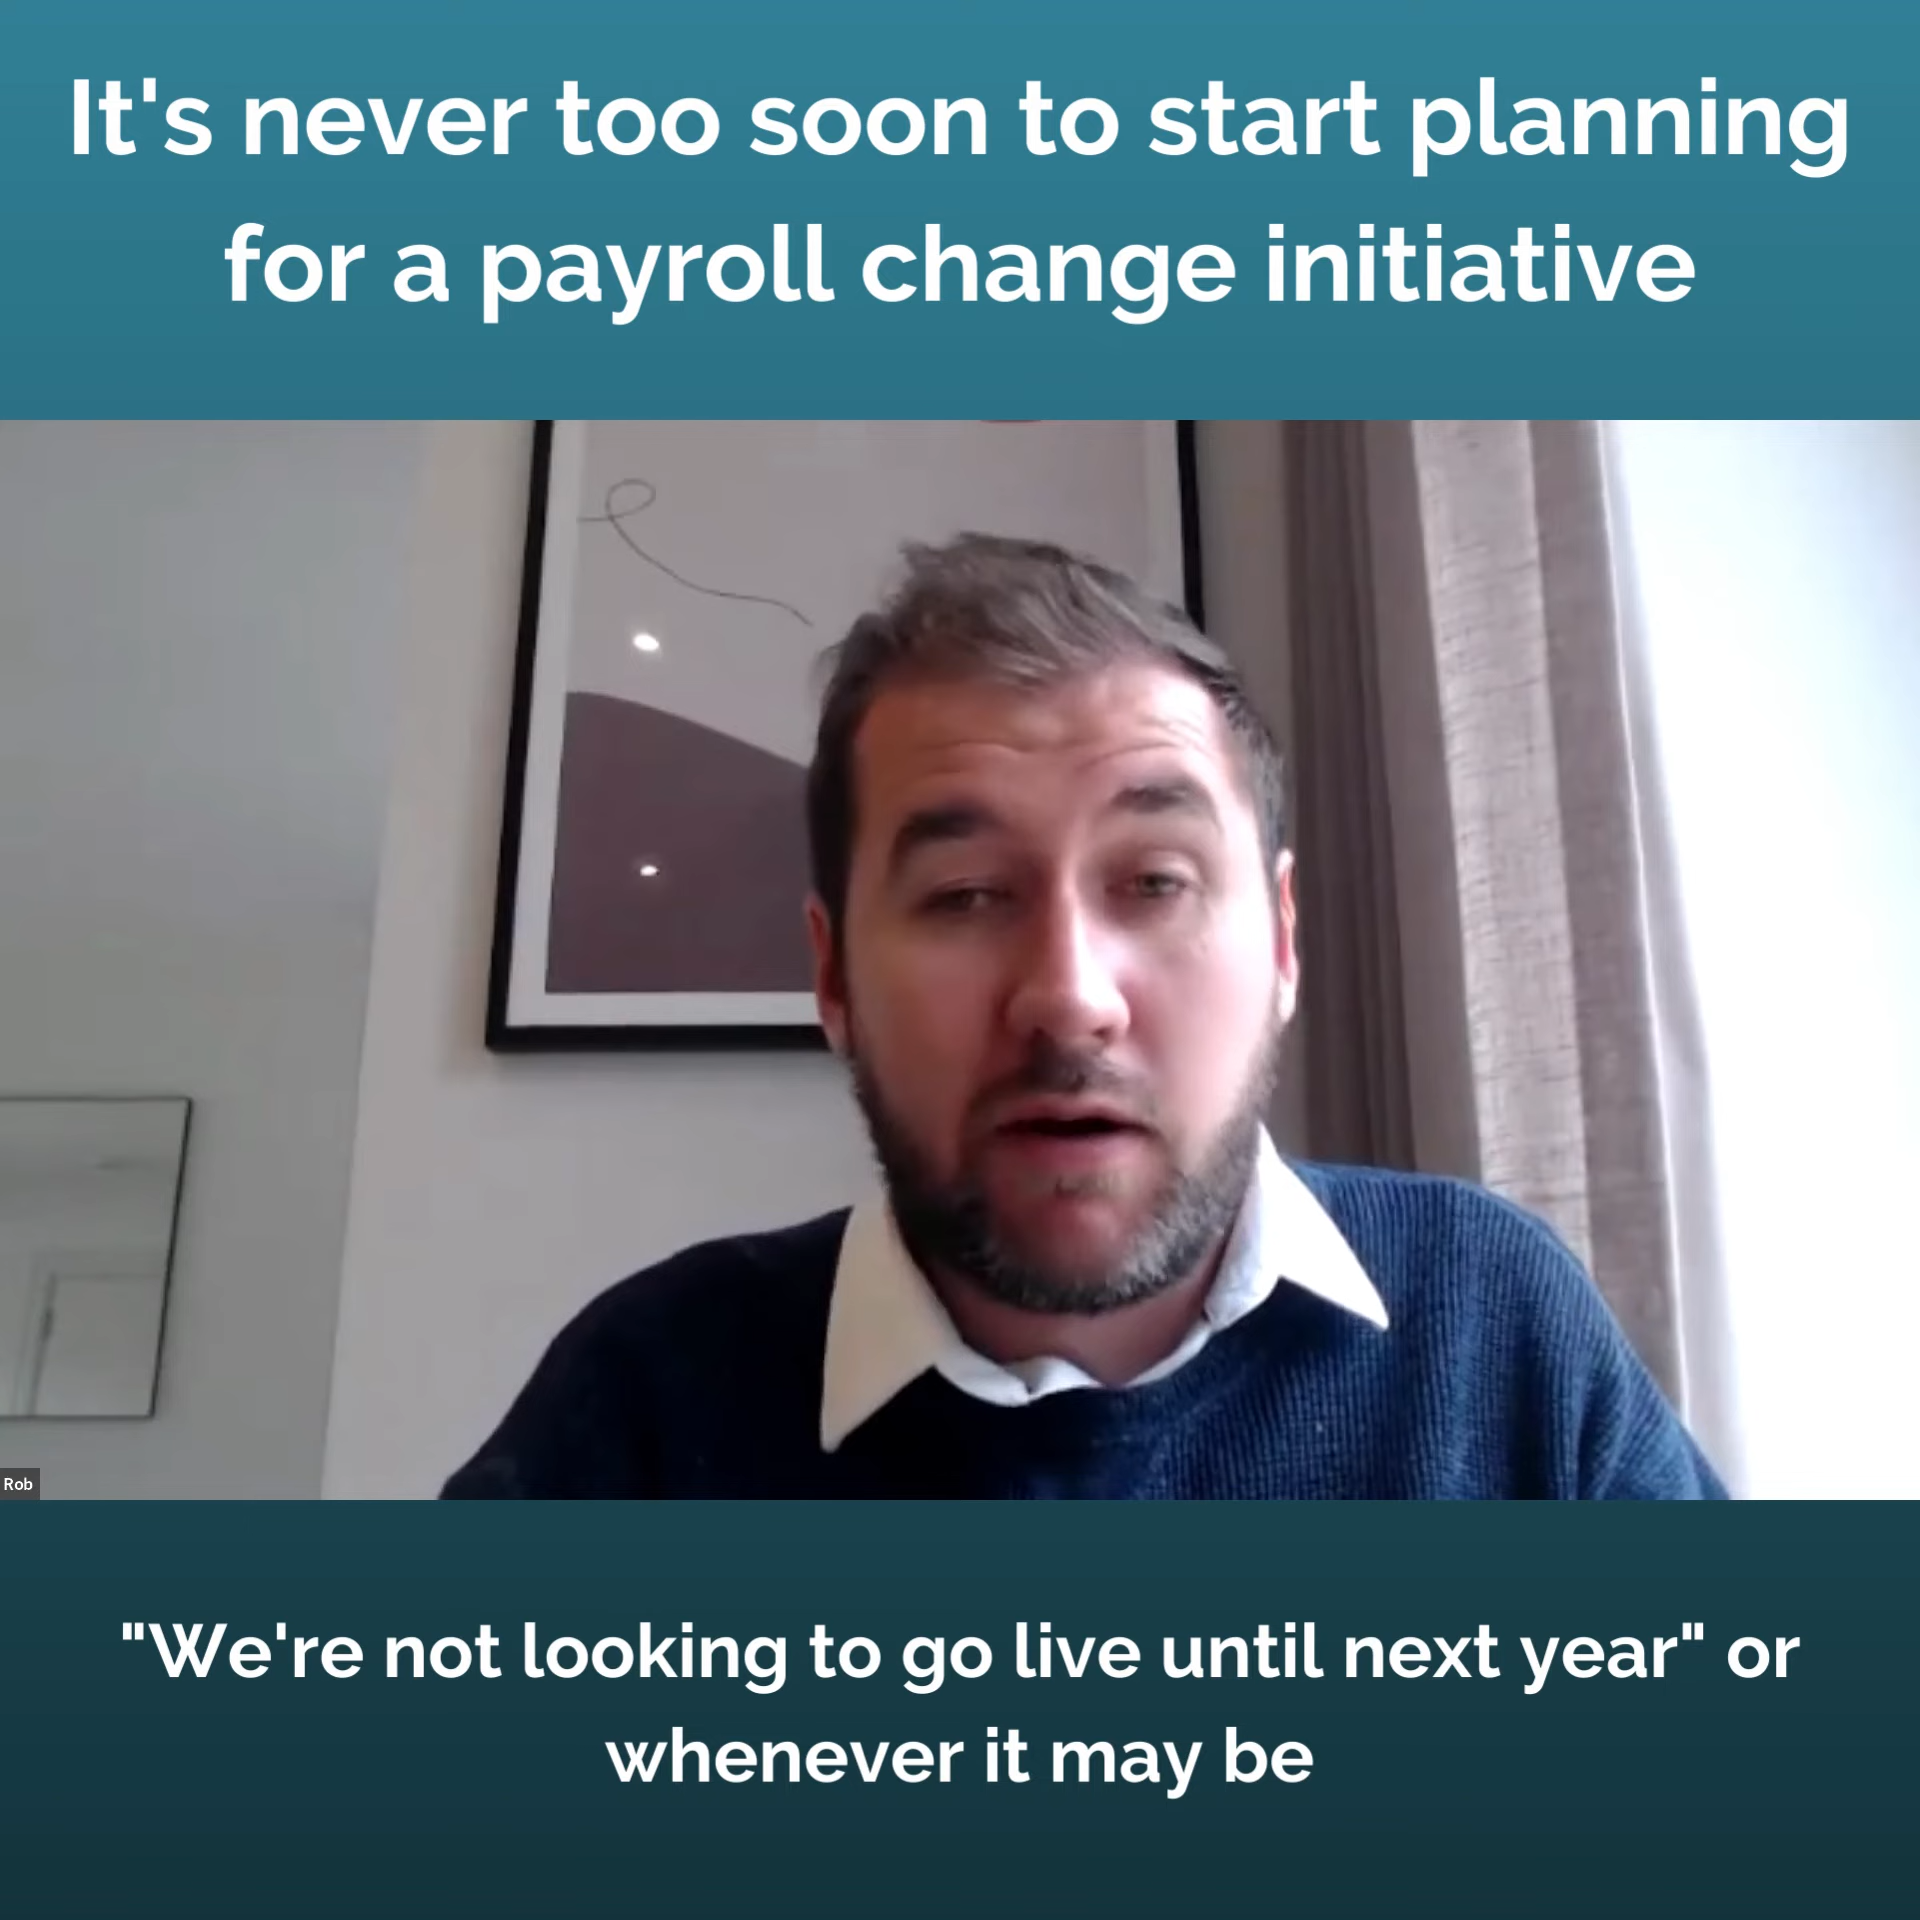 It's never too soon to start planning
for a payroll change initiative
Rob
"We're not looking to go live until next year" or
whenever it may be